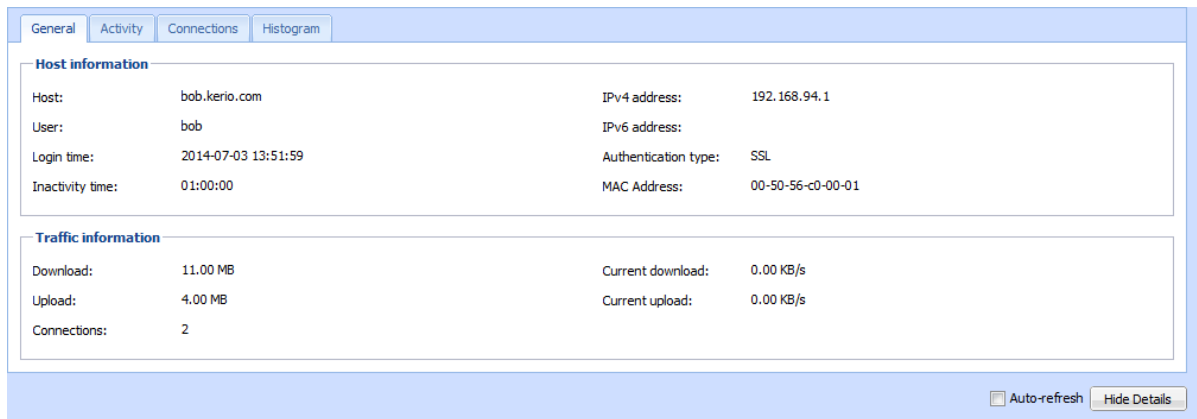 General Activity Connections Histogram
Host information
Host: bob.kerio.com IPv4 address: 192.168.94.1
User: bob IPv6 address:
Login time: 2014-07-03 13:51:59 Authentication type: SSL
Inactivity time: 01:00:00 MAC Address: 00-50-56-c0-00-01
Traffic information
Download: 11.00 MB Current download: 0.00 KB/s
Upload: 4.00 MB Current upload: 0.00 KB/s
Connections: 2
Auto-refresh Hide Details